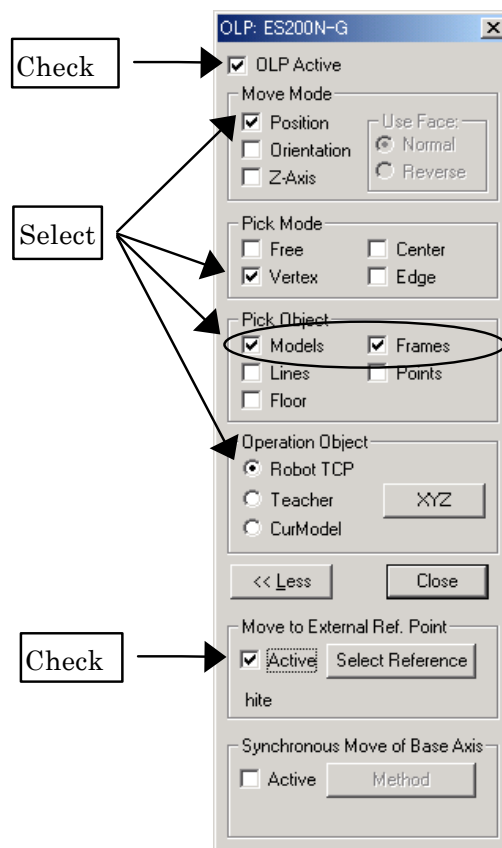 OLP: ES200N-G
Check
OLP Active
Move Mode
Position
Use Face:
Orientation
Normal
Z-Axis
Reverse
Select
Pick Mode
Free Center
Vertex Edge
Pick Object
Models Frames
Lines Points
Floor
Operation Object
Robot TCP
Teacher XYZ
CurModel
<< Less Close
Move to External Ref. Point
Check
Active Select Reference
hite
Synchronous Move of Base Axis
Active Method